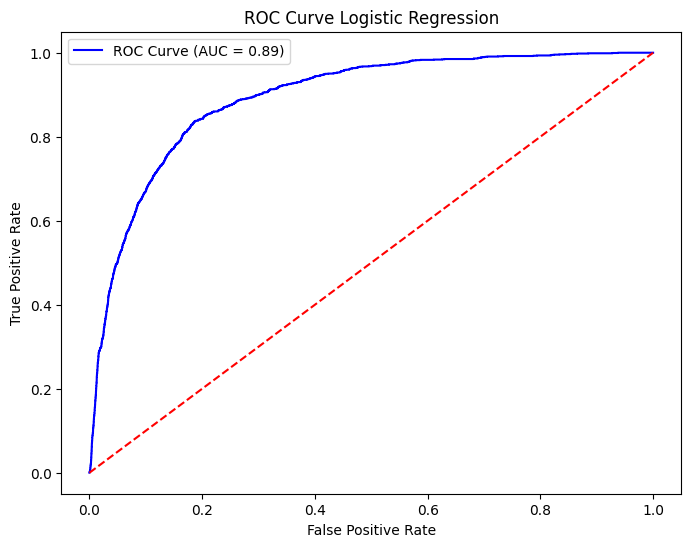 ROC Curve Logistic Regression
ROC Curve (AUC = 0.89)
True Positive Rate
1.0
0.8
0.6
0.4
0.2
0.0
0.0 0.2 0.4 0.6 0.8 1.0
False Positive Rate